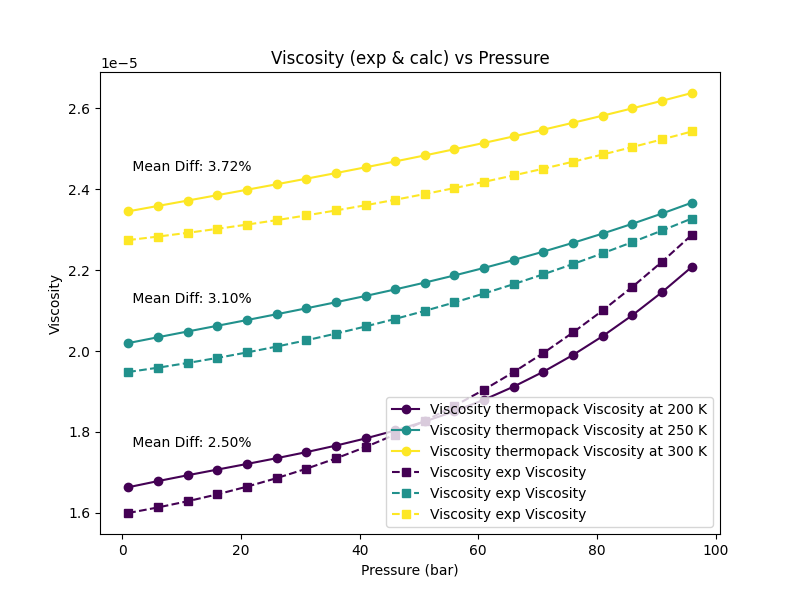 Viscosity (exp & calc) vs Pressure
1e−5
2.6
2.4
2.2
2.0
1.8
1.6
Viscosity
Mean Diff: 3.72%
Mean Diff: 3.10%
Mean Diff: 2.50%
Viscosity thermopack Viscosity at 200 K
Viscosity thermopack Viscosity at 250 K
Viscosity thermopack Viscosity at 300 K
Viscosity exp Viscosity
Viscosity exp Viscosity
Viscosity exp Viscosity
0 20 40 60 80 100
Pressure (bar)